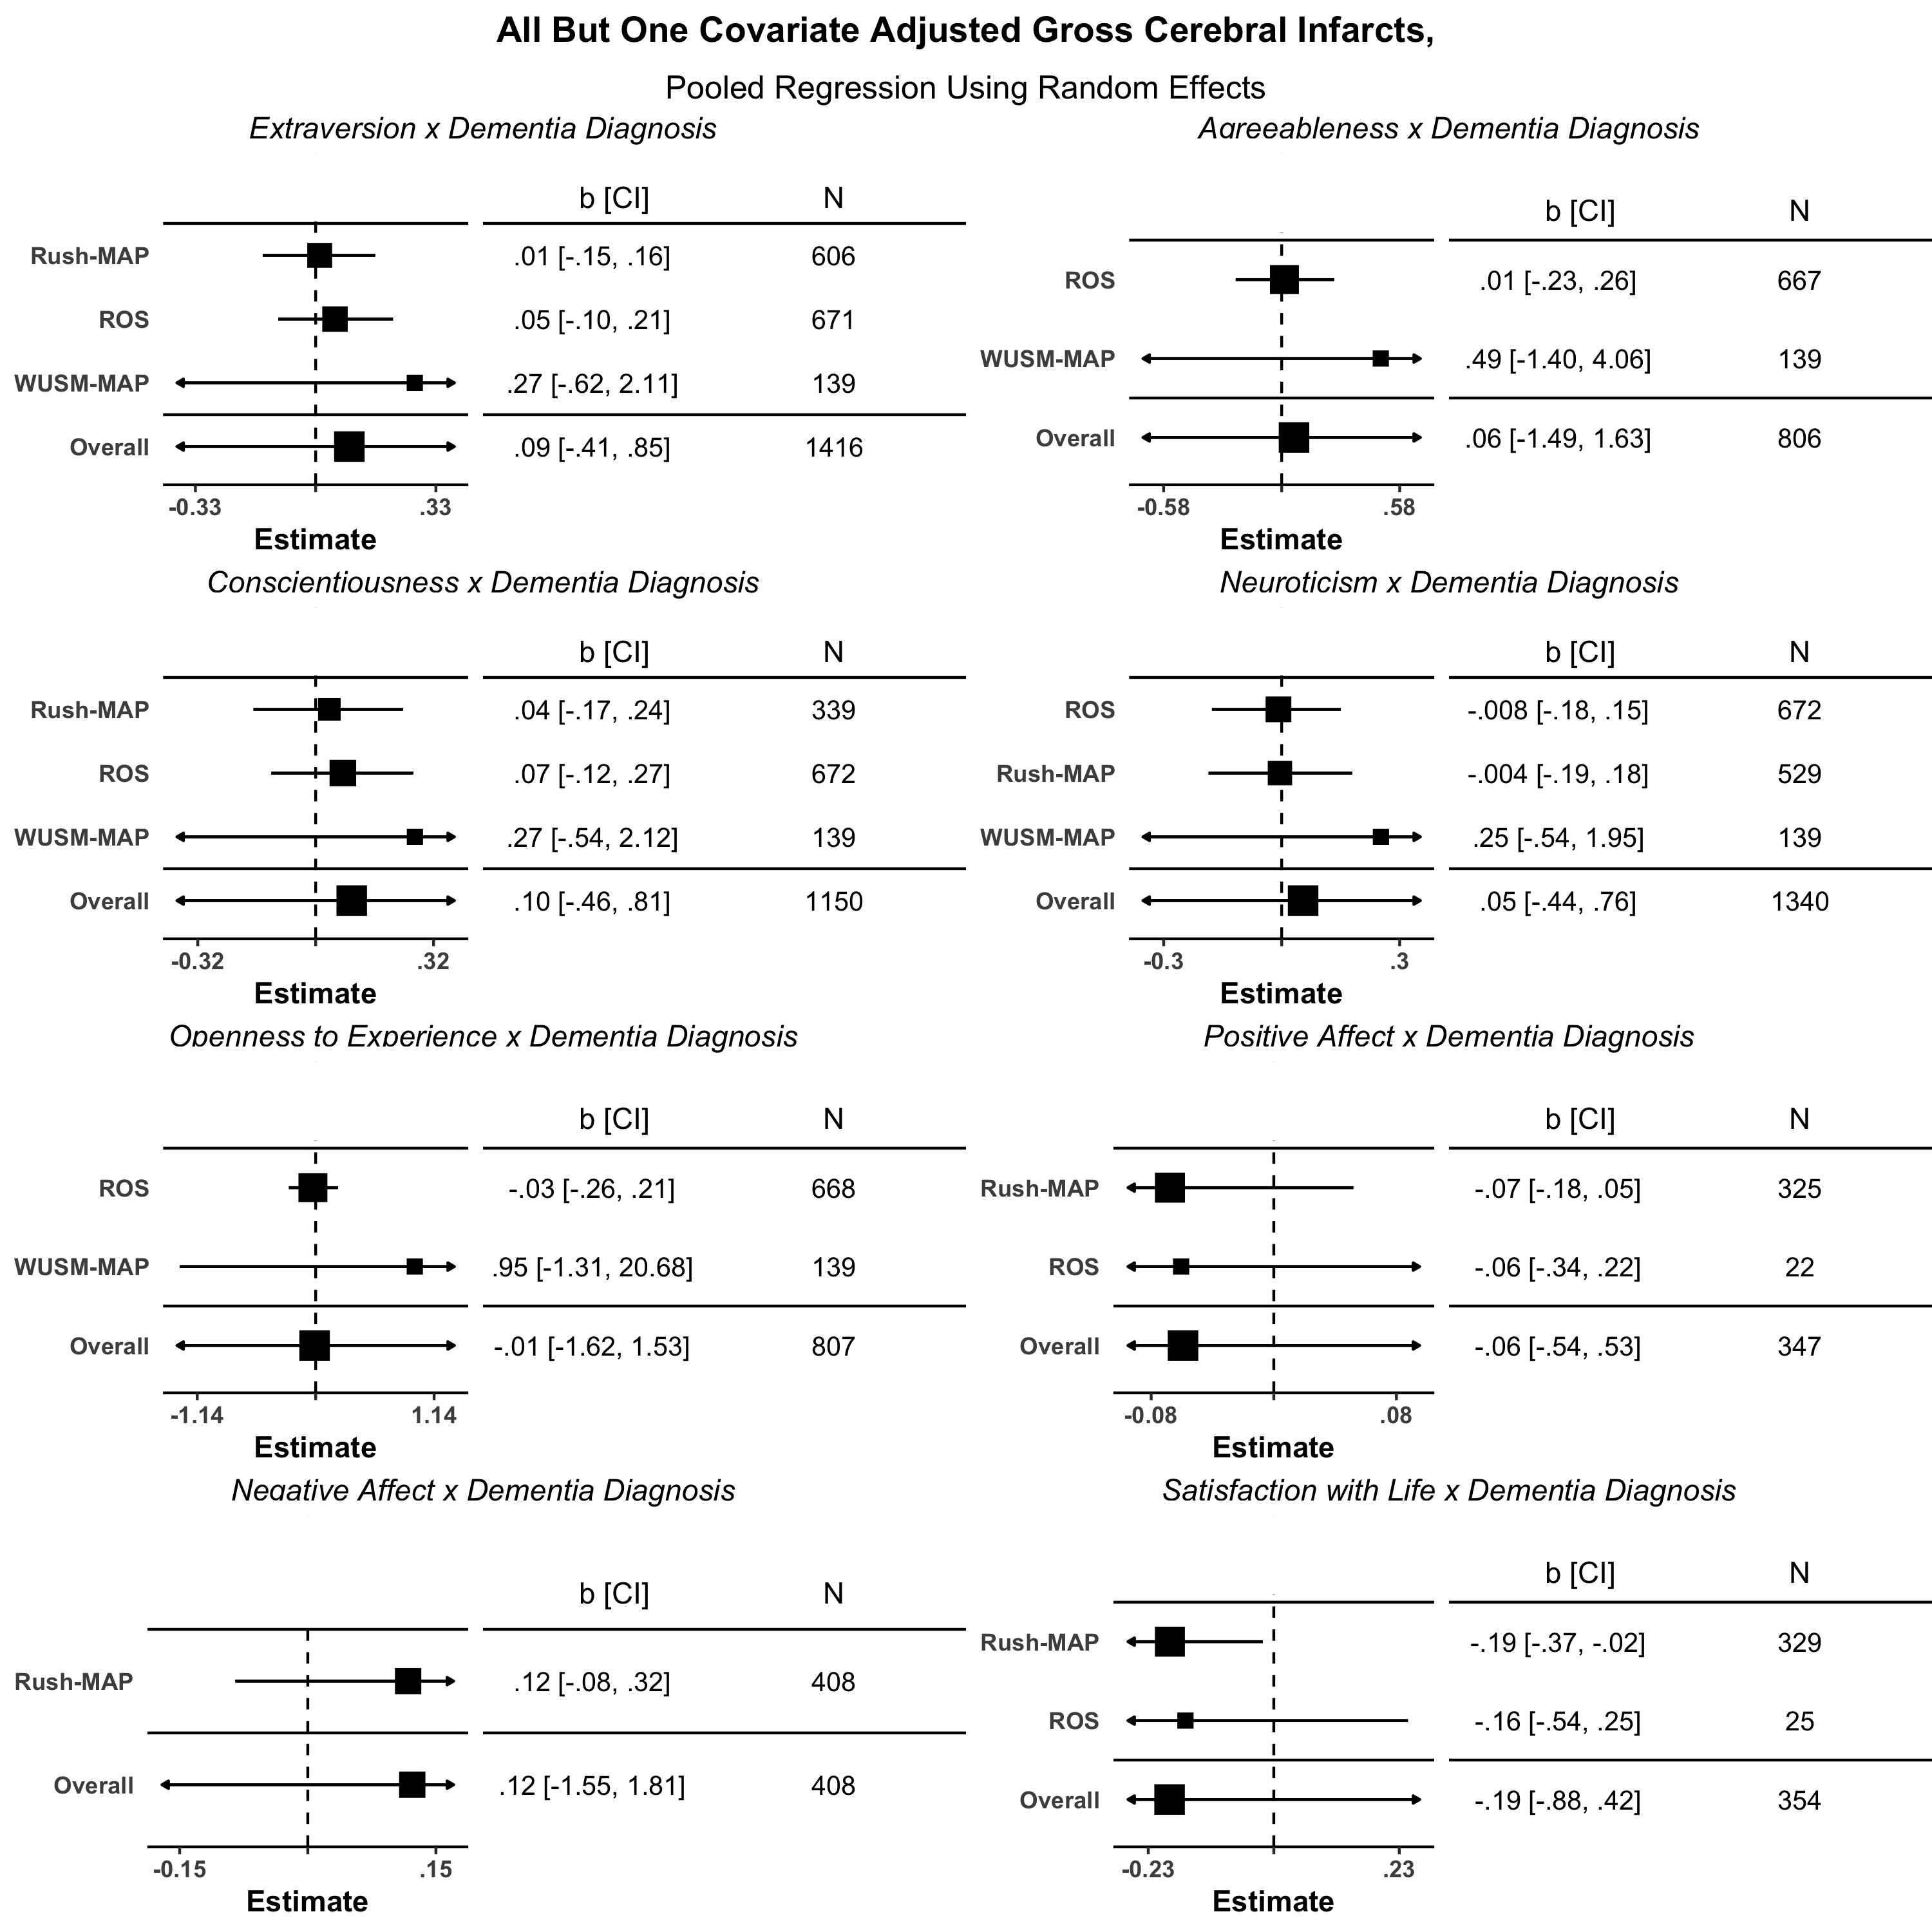 All But One Covariate Adjusted Gross Cerebral Infarcts,
Pooled Regression Using Random Effects
Extraversion x Dementia Diagnosis
b [CI] N
Rush-MAP .01 [-.15, .16] 606
ROS .05 [-.10, .21] 671
WUSM-MAP .27 [-.62, 2.11] 139
Overall .09 [-.41, .85] 1416
-0.33 .33
Estimate
Agreeableness x Dementia Diagnosis
b [CI] N
ROS .01 [-.23, .26] 667
WUSM-MAP .49 [-1.40, 4.06] 139
Overall .06 [-1.49, 1.63] 806
-0.58 .58
Estimate
Conscientiousness x Dementia Diagnosis
b [CI] N
Rush-MAP .04 [-.17, .24] 339
ROS .07 [-.12, .27] 672
WUSM-MAP .27 [-.54, 2.12] 139
Overall .10 [-.46, .81] 1150
-0.32 .32
Estimate
Neuroticism x Dementia Diagnosis
b [CI] N
ROS -.008 [-.18, .15] 672
Rush-MAP -.004 [-.19, .18] 529
WUSM-MAP .25 [-.54, 1.95] 139
Overall .05 [-.44, .76] 1340
-0.3 .3
Estimate
Openness to Experience x Dementia Diagnosis
b [CI] N
ROS -.03 [-.26, .21] 668
WUSM-MAP .95 [-1.31, 20.68] 139
Overall -.01 [-1.62, 1.53] 807
-1.14 1.14
Estimate
Positive Affect x Dementia Diagnosis
b [CI] N
Rush-MAP -.07 [-.18, .05] 325
ROS -.06 [-.34, .22] 22
Overall -.06 [-.54, .53] 347
-0.08 .08
Estimate
Negative Affect x Dementia Diagnosis
b [CI] N
Rush-MAP .12 [-.08, .32] 408
Overall .12 [-1.55, 1.81] 408
-0.15 .15
Estimate
Satisfaction with Life x Dementia Diagnosis
b [CI] N
Rush-MAP -.19 [-.37, -.02] 329
ROS -.16 [-.54, .25] 25
Overall -.19 [-.88, .42] 354
-0.23 .23
Estimate